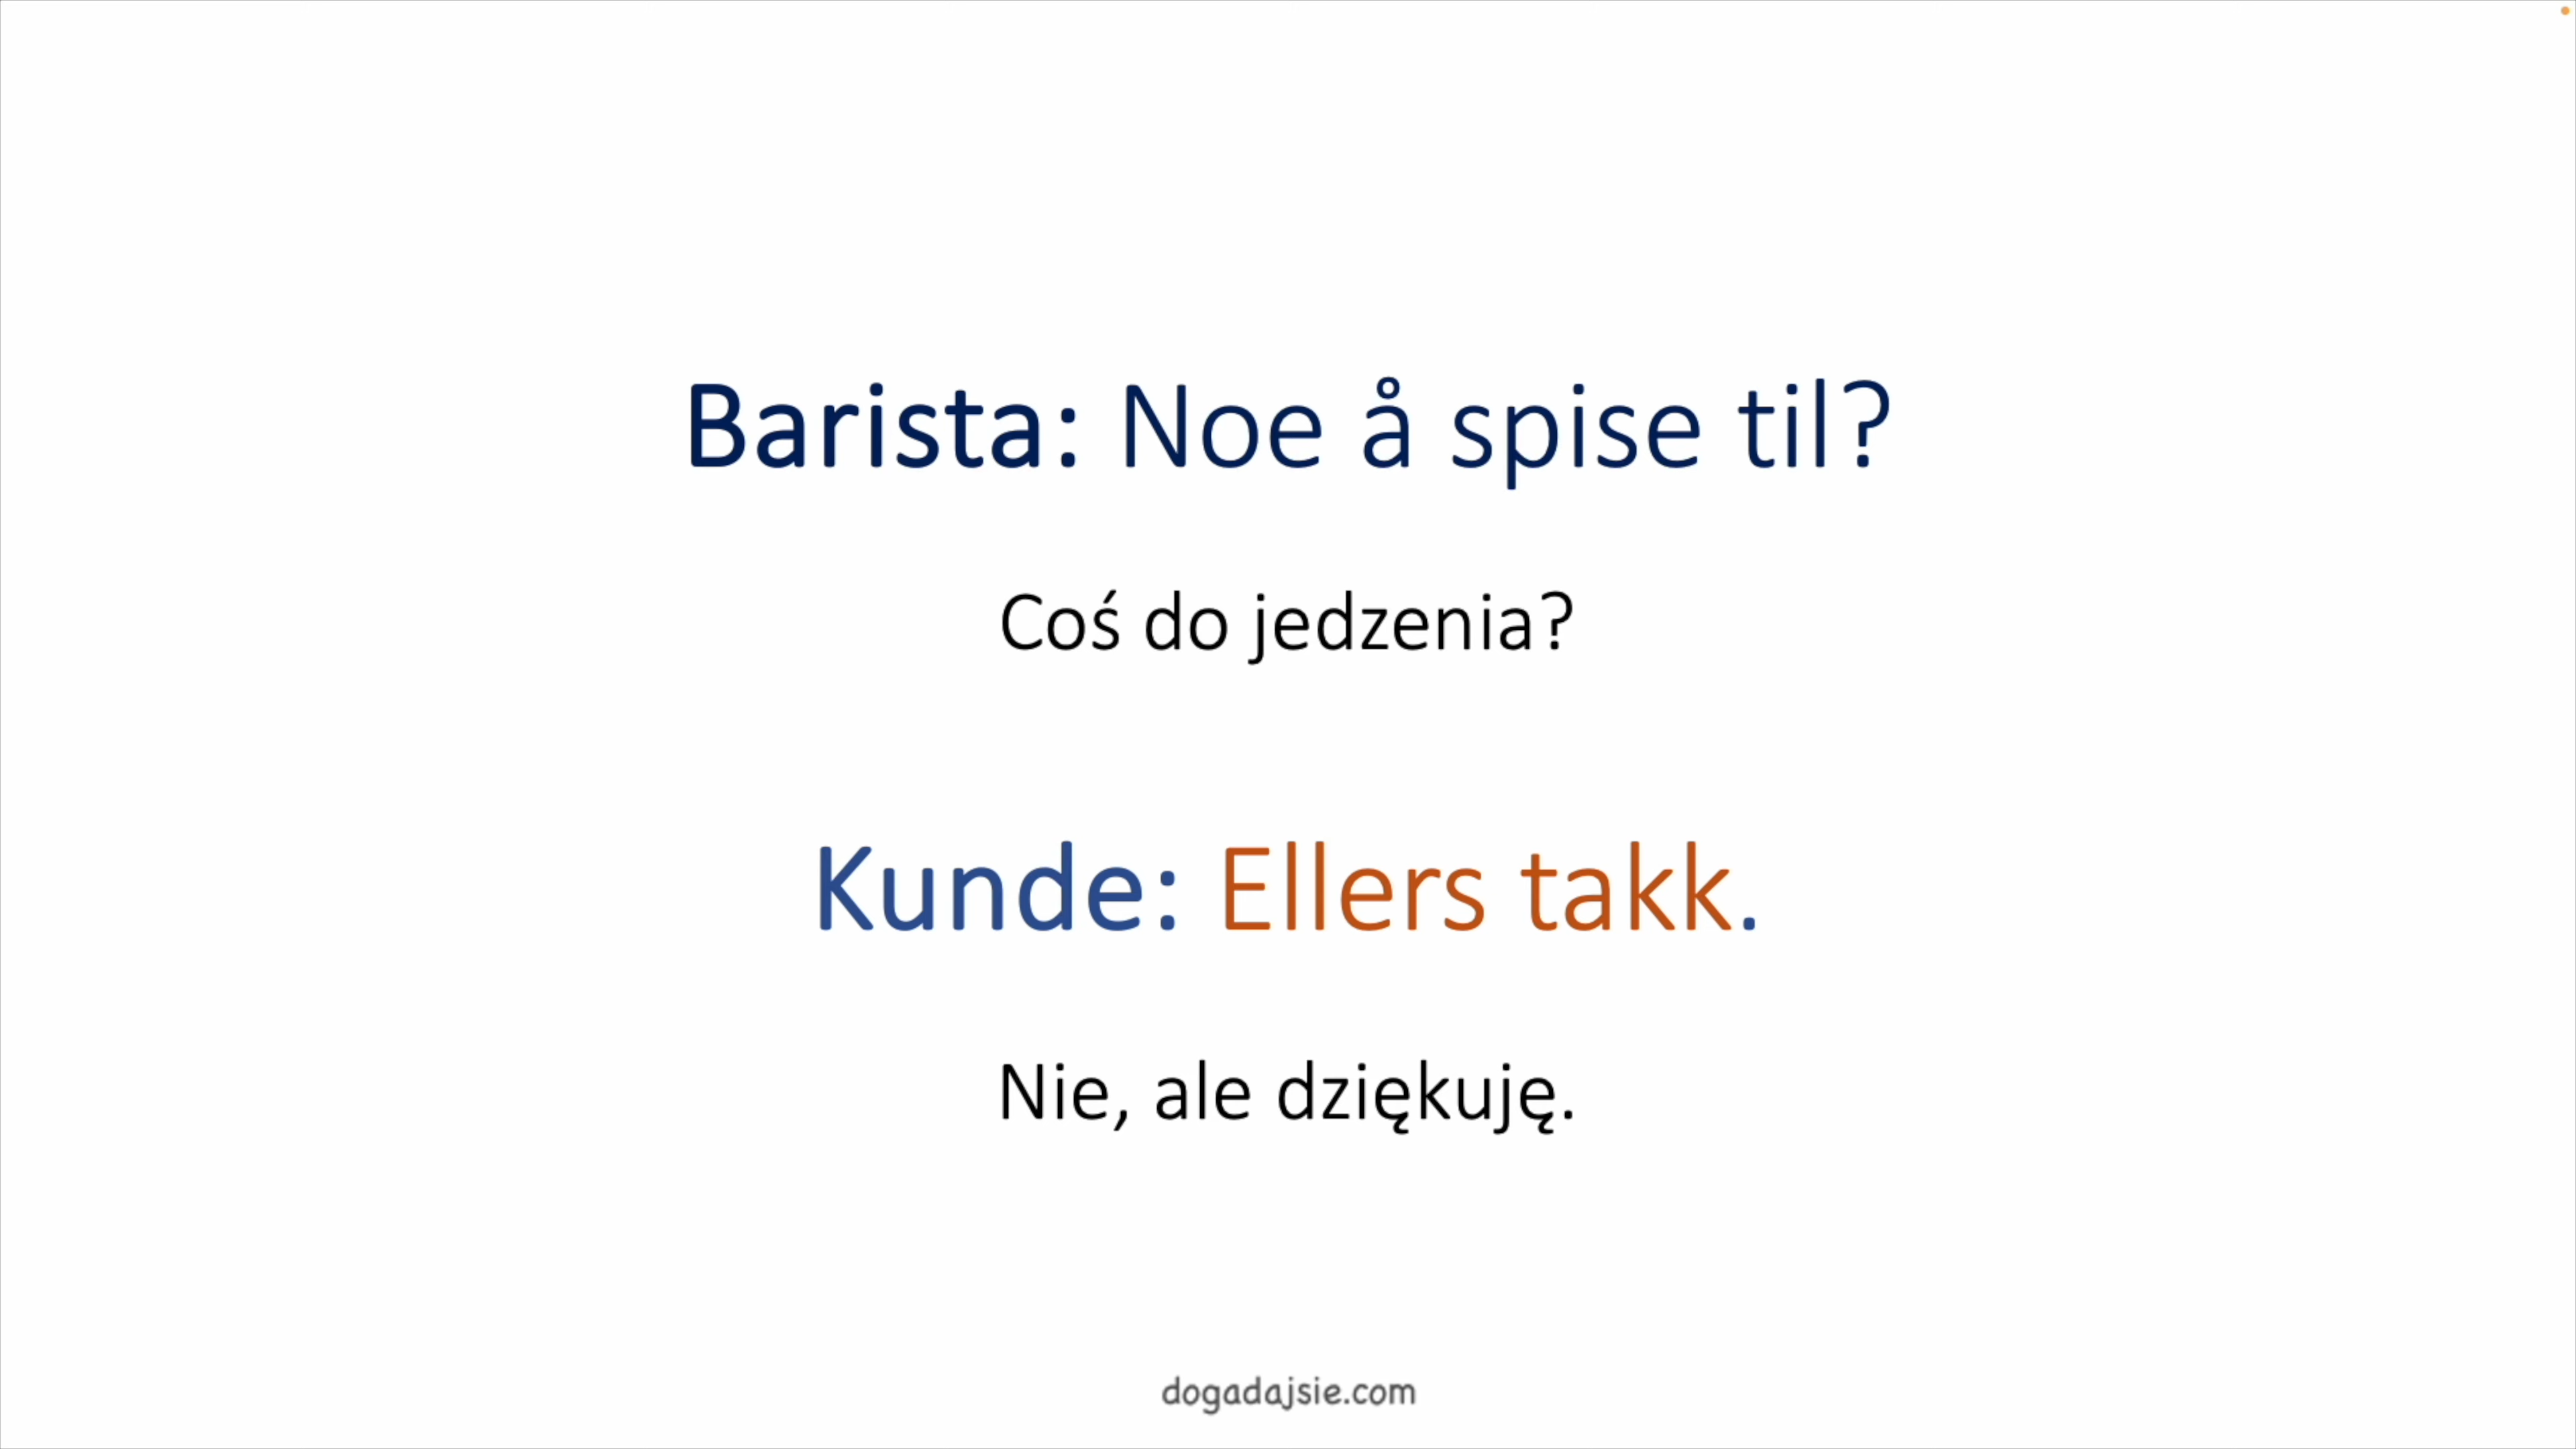 Barista: Noe å spise til?
Coś do jedzenia?
Kunde: Ellers takk.
Nie, ale dziękuję.
dogadajsie.com